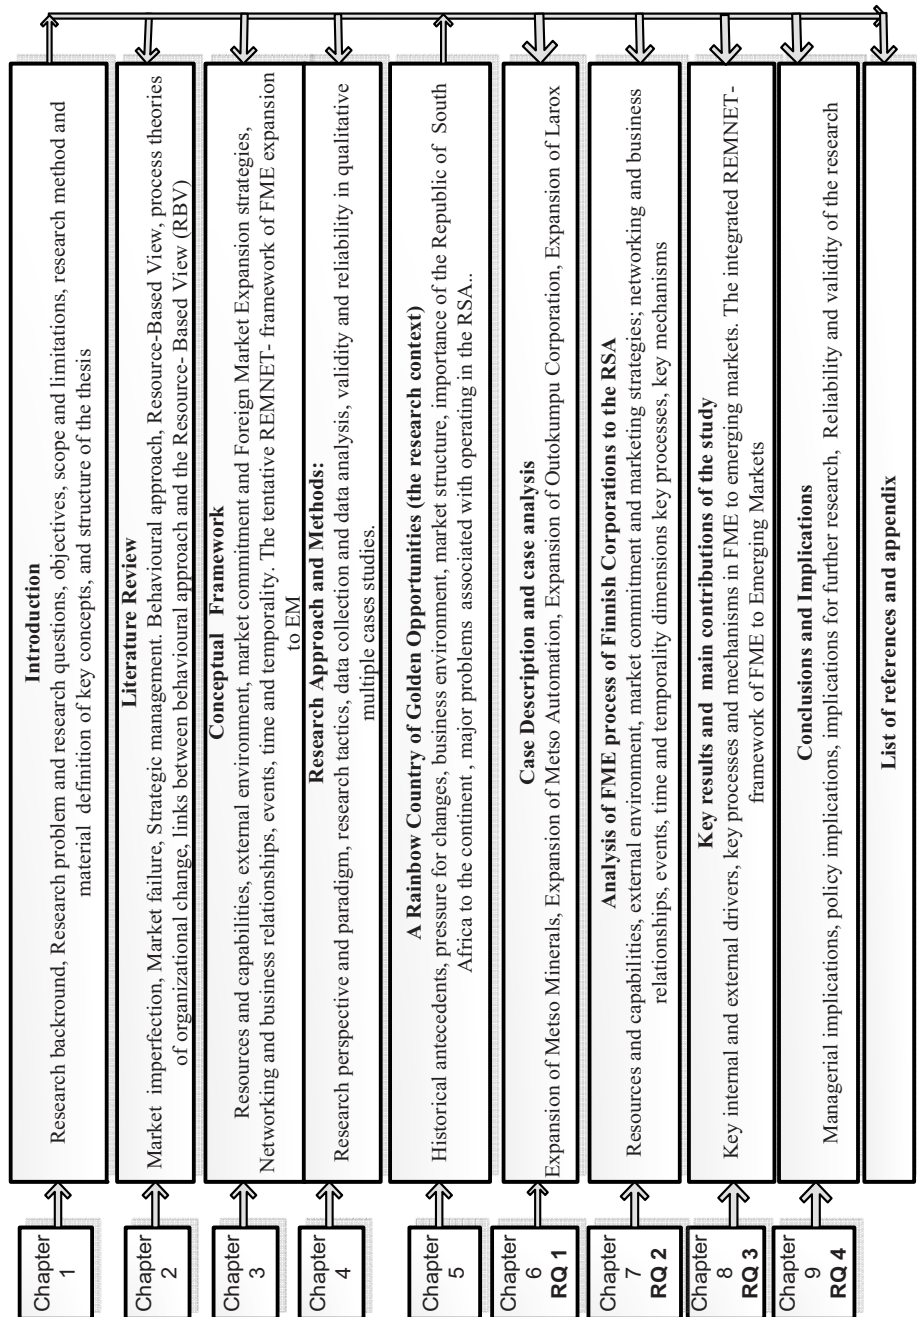 Chapter
1
Introduction
Research backround, Research problem and research questions, objectives, scope and limitations, research method and
material definition of key concepts, and structure of the thesis
Chapter
2
Literature Review
Market imperfection, Market failure, Strategic management. Behavioural approach, Resource-Based View, process theories
of organizational change, links between behavioural approach and the Resource- Based View (RBV)
Chapter
3
Conceptual Framework
Resources and capabilities, external environment, market commitment and Foreign Market Expansion strategies,
Networking and business relationships, events, time and temporality. The tentative REMNET- framework of FME expansion
to EM
Chapter
4
Research Approach and Methods:
Research perspective and paradigm, research tactics, data collection and data analysis, validity and reliability in qualitative
multiple cases studies.
Chapter
5
A Rainbow Country of Golden Opportunities (the research context)
Historical antecedents, pressure for changes, business environment, market structure, importance of the Republic of South
Africa to the continent , major problems associated with operating in the RSA..
Chapter
6
RQ 1
Case Description and case analysis
Expansion of Metso Minerals, Expansion of Metso Automation, Expansion of Outokumpu Corporation, Expansion of Larox
Chapter
7
RQ 2
Analysis of FME process of Finnish Corporations to the RSA
Resources and capabilities, external environment, market commitment and marketing strategies; networking and business
relationships, events, time and temporality dimensions key processes, key mechanisms
Chapter
8
RQ 3
Key results and main contributions of the study
Key internal and external drivers, key processes and mechanisms in FME to emerging markets. The integrated REMNET-
framework of FME to Emerging Markets
Chapter
9
RQ 4
Conclusions and Implications
Managerial implications, policy implications, implications for further research, Reliability and validity of the research
List of references and appendix